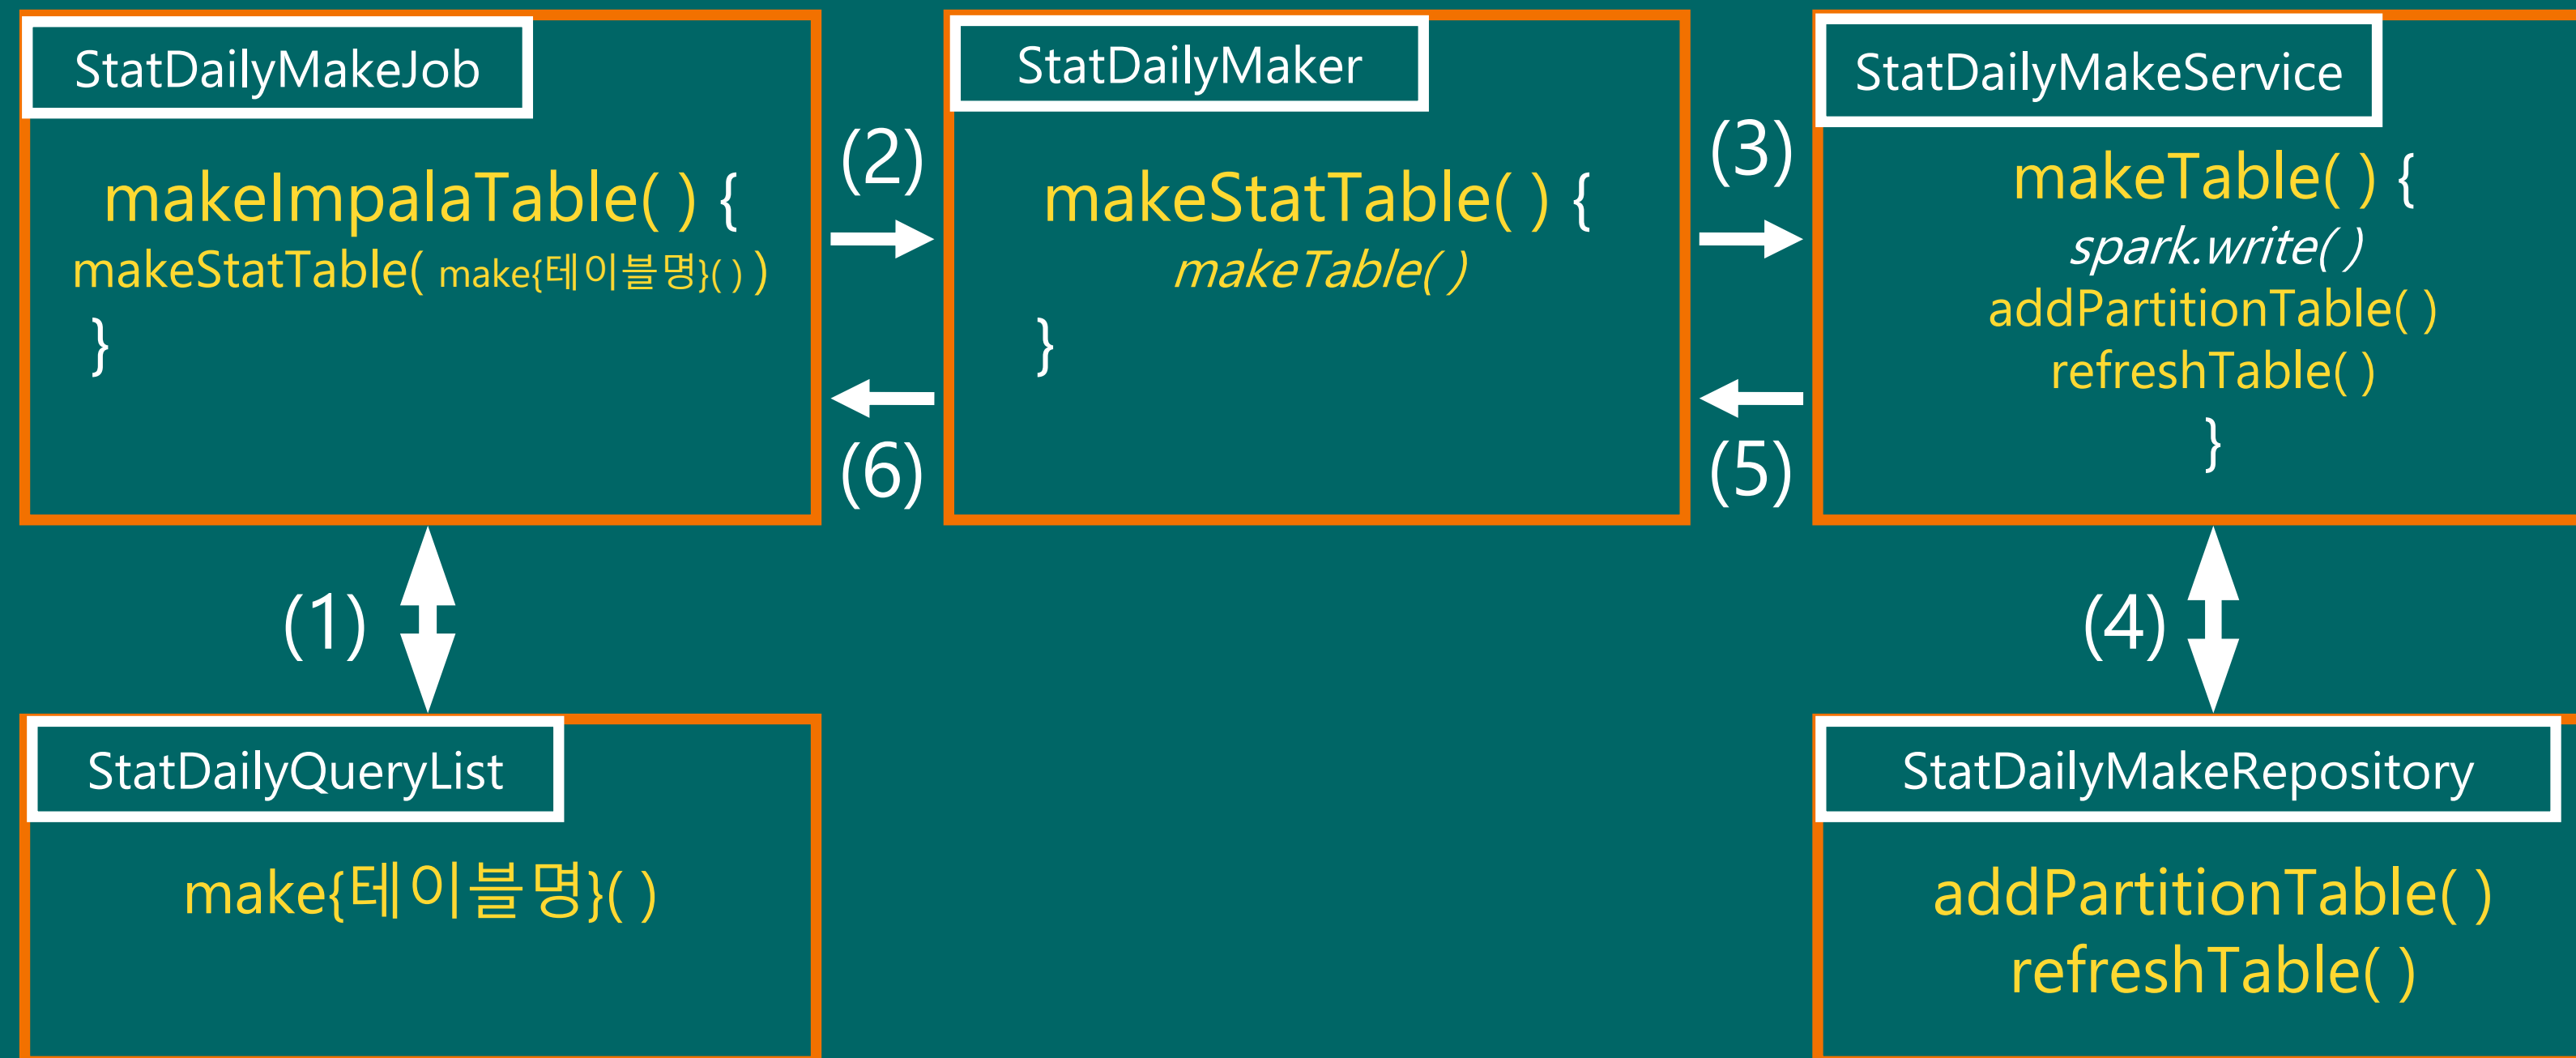 StatDailyMakeJob
makeImpalaTable( ) {
makeStatTable( make{테이블명}( ) )
}
(2)
(6)
StatDailyMaker
makeStatTable( ) {
makeTable( )
}
(3)
(5)
StatDailyMakeService
makeTable( ) {
spark.write( )
addPartitionTable( )
refreshTable( )
}
(1)
(4)
StatDailyQueryList
make{테이블명}( )
StatDailyMakeRepository
addPartitionTable( )
refreshTable( )